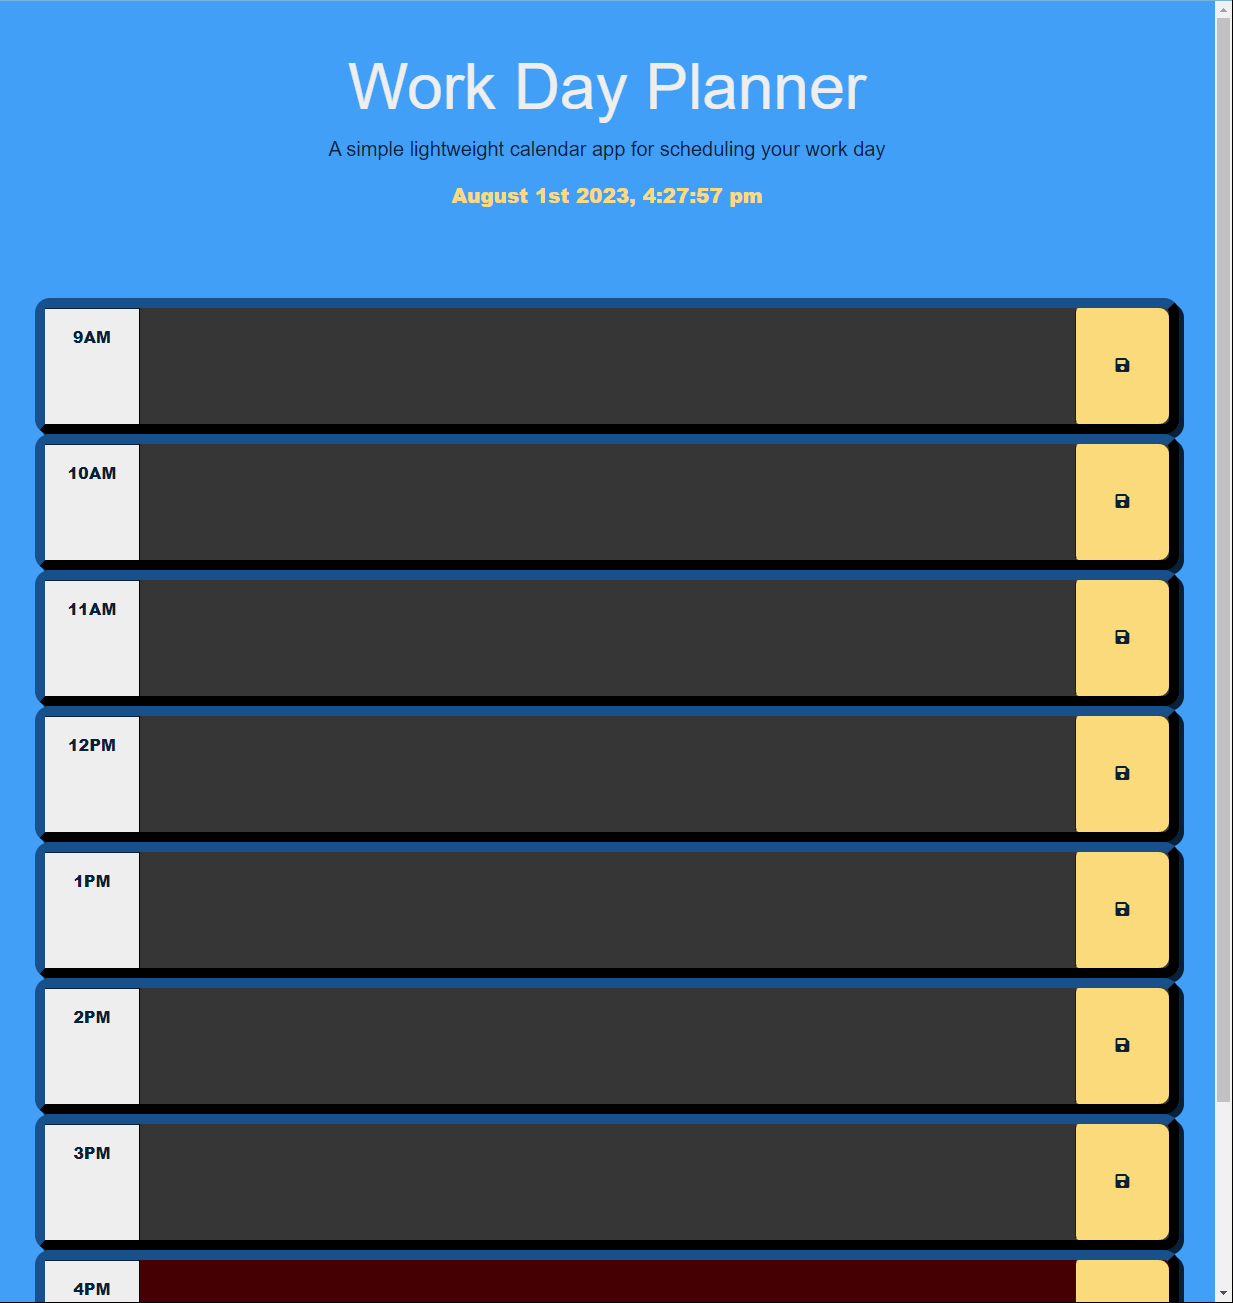 Work Day Planner
A simple lightweight calendar app for scheduling your work day
August 1st 2023, 4:27:57 pm
9AM
10AM
11AM
12PM
1PM
2PM
3PM
4PM